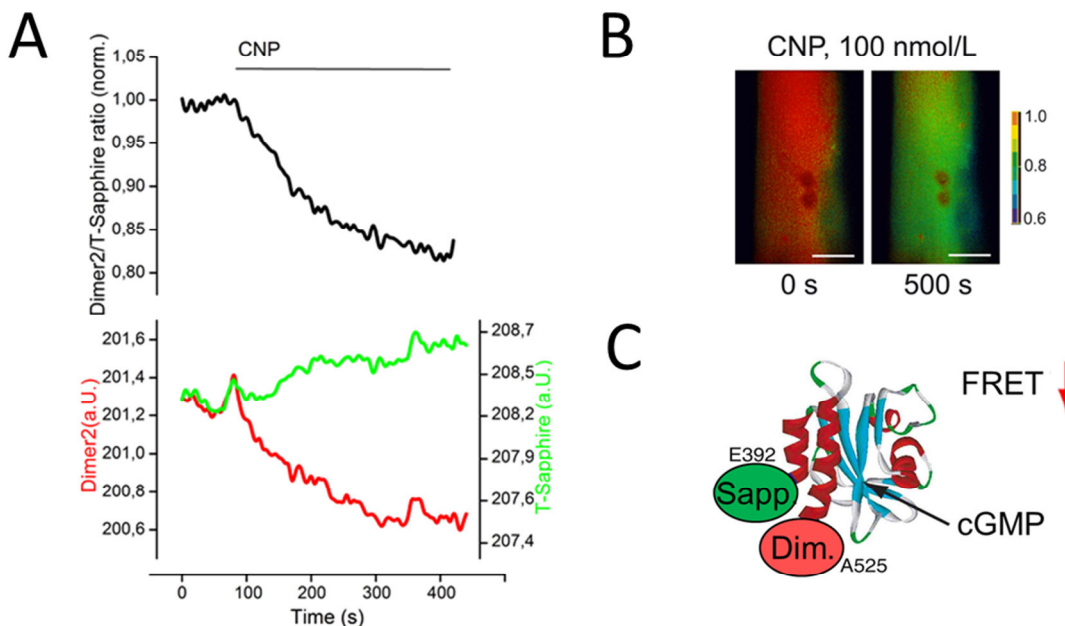 A
CNP
Dimer2/T-Sapphire ratio (norm.)
1,05
1,00
0,95
0,90
0,85
0,80
Dimer2(a.U.)
201,6
201,4
201,2
201,0
200,8
200,6
208,7
208,5
208,2
207,9
207,6
207,4
T-Sapphire (a.U.)
0 100 200 300 400
Time (s)
B
CNP, 100 nmol/L
1.0
0.8
0.6
0 s 500 s
C
FRET
E392
Sapp.
cGMP
Dim.
A525